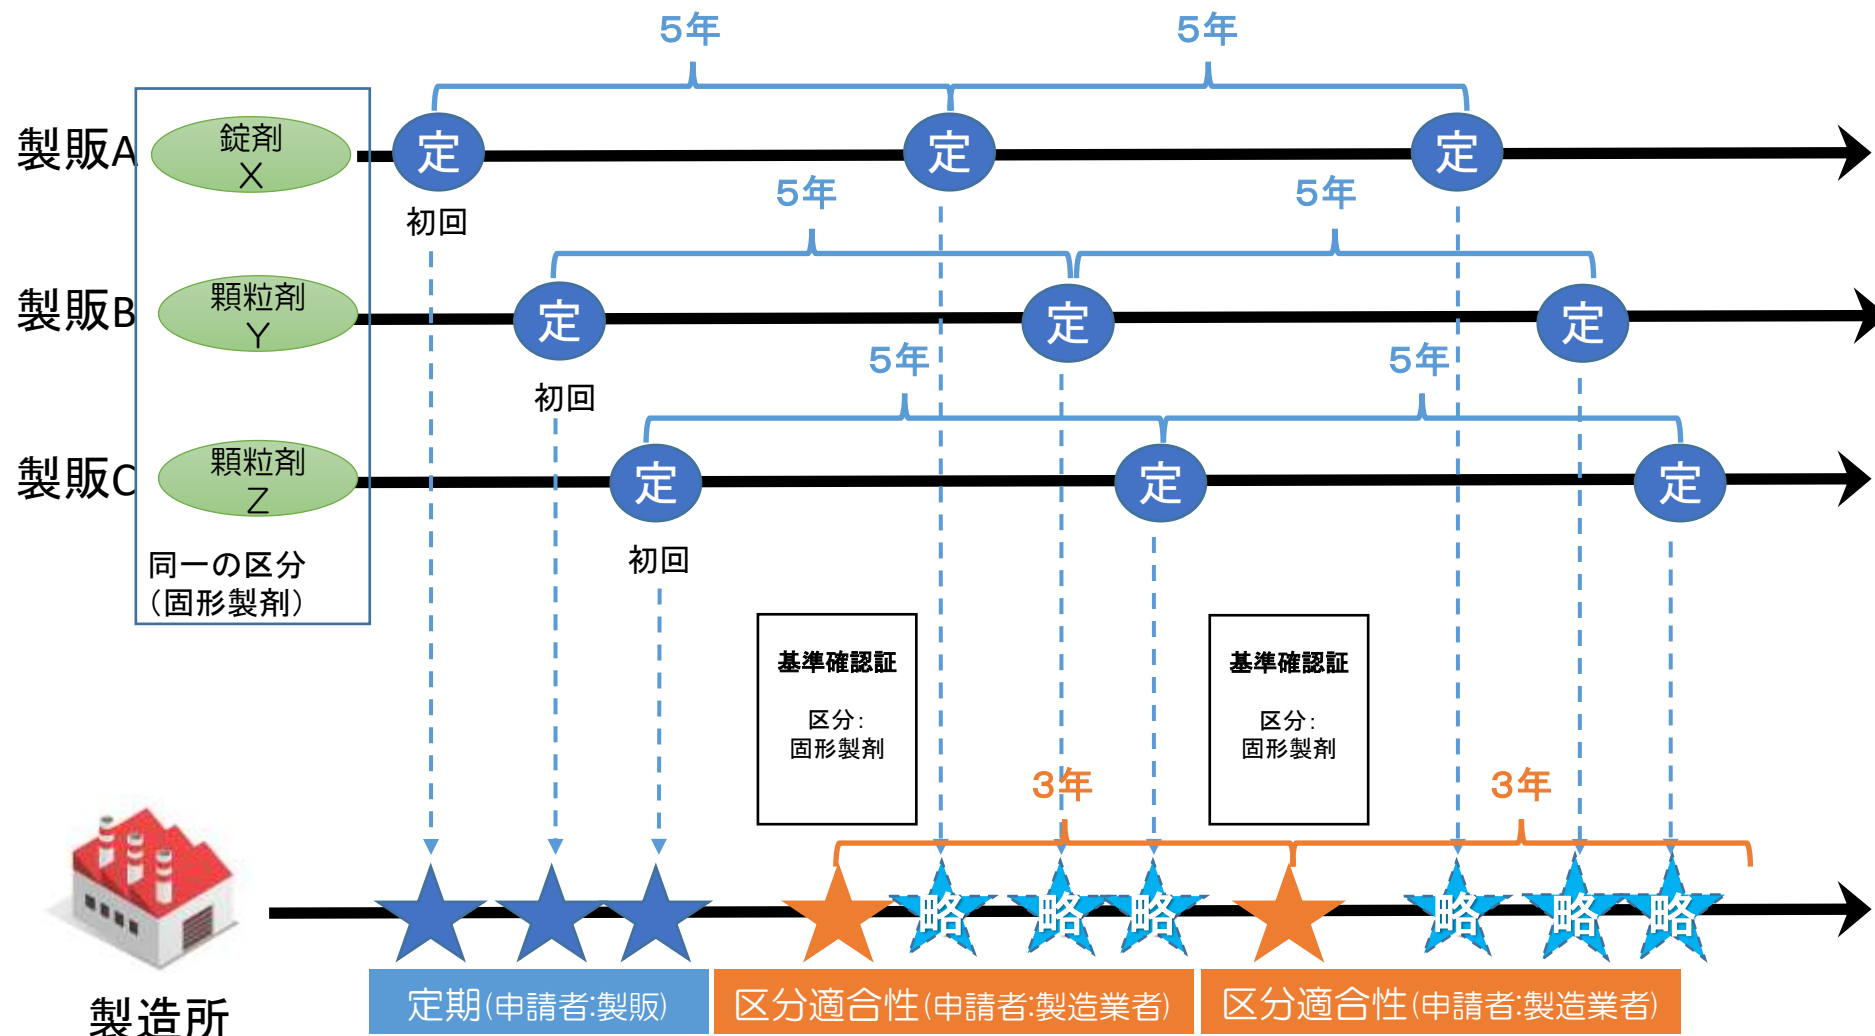 5年
5年
製販A
錠剤
X
定
定
定
初回
5年
5年
製販B
顆粒剤
Y
定
定
定
初回
5年
5年
製販C
顆粒剤
Z
定
定
定
初回
同一の区分
（固形製剤）
基準確認証
区分：
固形製剤
基準確認証
区分：
固形製剤
3年
3年
略
略
略
略
略
略
製造所
定期(申請者:製販)
区分適合性(申請者:製造業者)
区分適合性(申請者:製造業者)